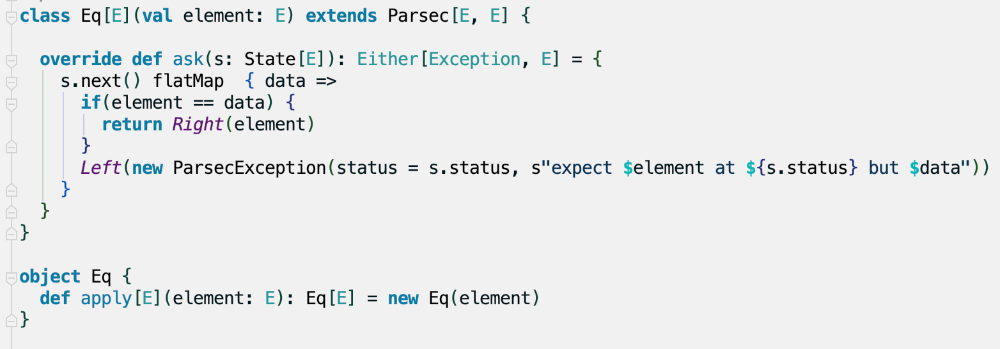 class Eq[E](val element: E) extends Parsec[E, E] {
override def ask(s: State[E]): Either[Exception, E] = {
s.next() flatMap  { data =>
if(element == data) {
return Right(element)
}
Left(new ParsecException(status = s.status, s"expect $element at ${s.status} but $data"))
}
}
}
object Eq {
def apply[E](element: E): Eq[E] = new Eq(element)
}